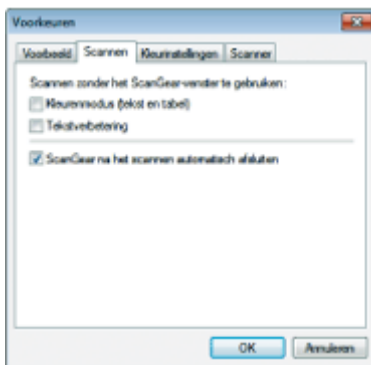 Voorkeuren
Voorbeeld Scannen Kleurinstellingen Scanner
Scannen zonder het ScanGear-venster te gebruiken:
Kleurenmodus (tekst en tabel)
Tekstverbetering
ScanGear na het scannen automatisch afsluiten
OK Annuleren